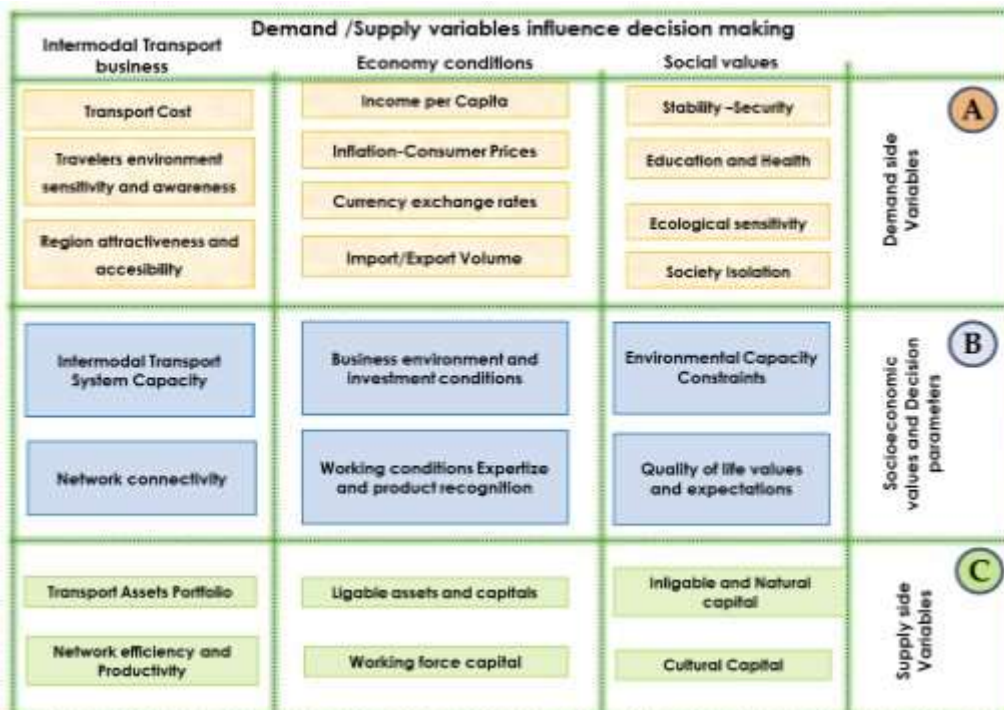 Demand /Supply variables influence decision making
Intermodal Transport
business
Economy conditions
Social values
Transport Cost
Travelers environment
sensitivity and awareness
Region attractiveness and
accesibility
Income per Capita
Inflation-Consumer Prices
Currency exchange rates
Import/Export Volume
Stability –Security
Education and Health
Ecological sensitivity
Society Isolation
A
Demand side
Variables
Intermodal Transport
System Capacity
Network connectivity
Business environment and
investment conditions
Working conditions Expertize
and product recognition
Environmental Capacity
Constraints
Quality of life values
and expectations
B
Socioeconomic
values and Decision
parameters
Transport Assets Portfolio
Network efficiency and
Productivity
Ligable assets and capitals
Working force capital
Inligable and Natural
capital
Cultural Capital
C
Supply side
Variables